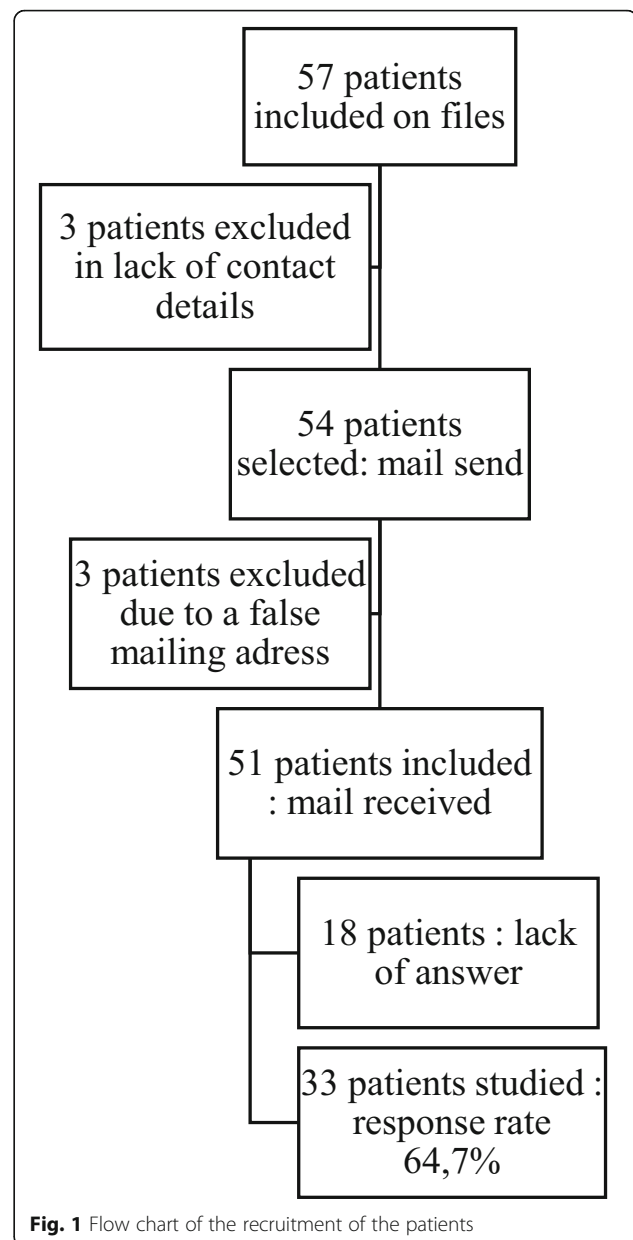 57 patients
included on files
3 patients excluded
in lack of contact
details
54 patients
selected: mail send
3 patients excluded
due to a false
mailing adress
51 patients included
: mail received
18 patients : lack
of answer
33 patients studied :
response rate
64,7%
Fig. 1 Flow chart of the recruitment of the patients